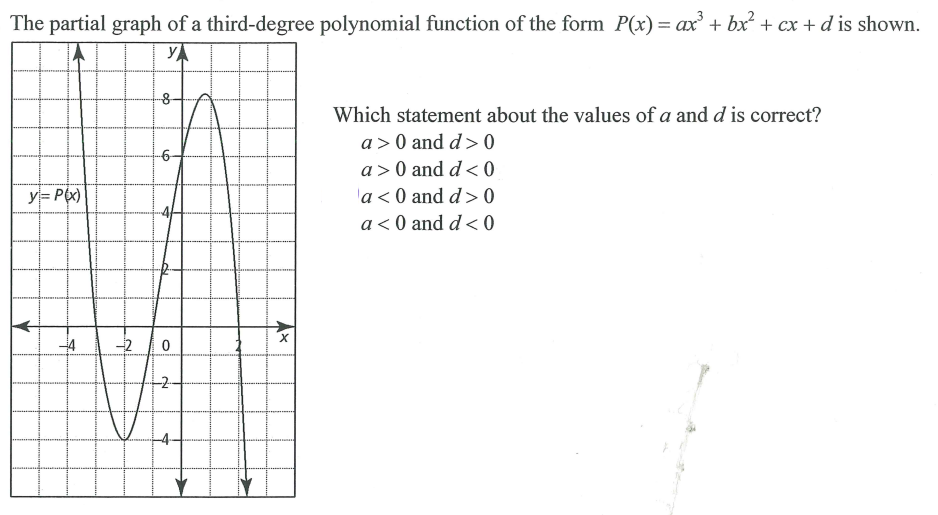 The partial graph of a third-degree polynomial function of the form P(x) = ax³ + bx² + cx + d is shown.
y
8
6
y = P(x)
4
2
-4 -2 0 2 x
-2
-4
Which statement about the values of a and d is correct?
a > 0 and d > 0
a > 0 and d < 0
a < 0 and d > 0
a < 0 and d < 0